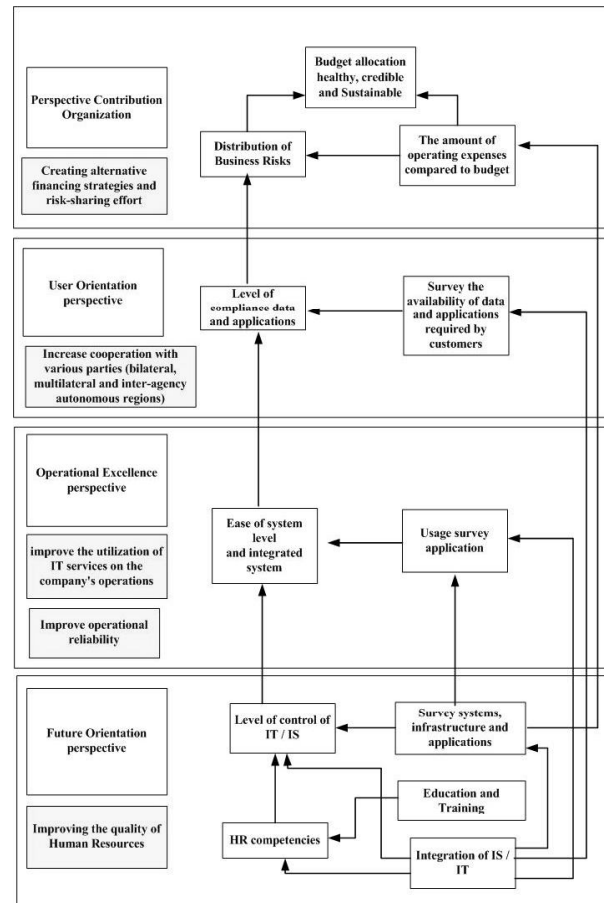 Budget allocation
healthy, credible
and Sustainable
Perspective Contribution
Organization
Distribution of
Business Risks
The amount of
operating expenses
compared to budget
Creating alternative
financing strategies and
risk-sharing effort
User Orientation
perspective
Level of
compliance data
and applications
Survey the
availability of data
and applications
required by
customers
Increase cooperation with
various parties (bilateral,
multilateral and inter-agency
autonomous regions)
Operational Excellence
perspective
Ease of system
level
and integrated
system
Usage survey
application
improve the utilization of
IT services on the
company's operations
Improve operational
reliability
Future Orientation
perspective
Level of control of
IT / IS
Survey systems,
infrastructure and
applications
Education and
Training
Improving the quality of
Human Resources
HR competencies
Integration of IS /
IT